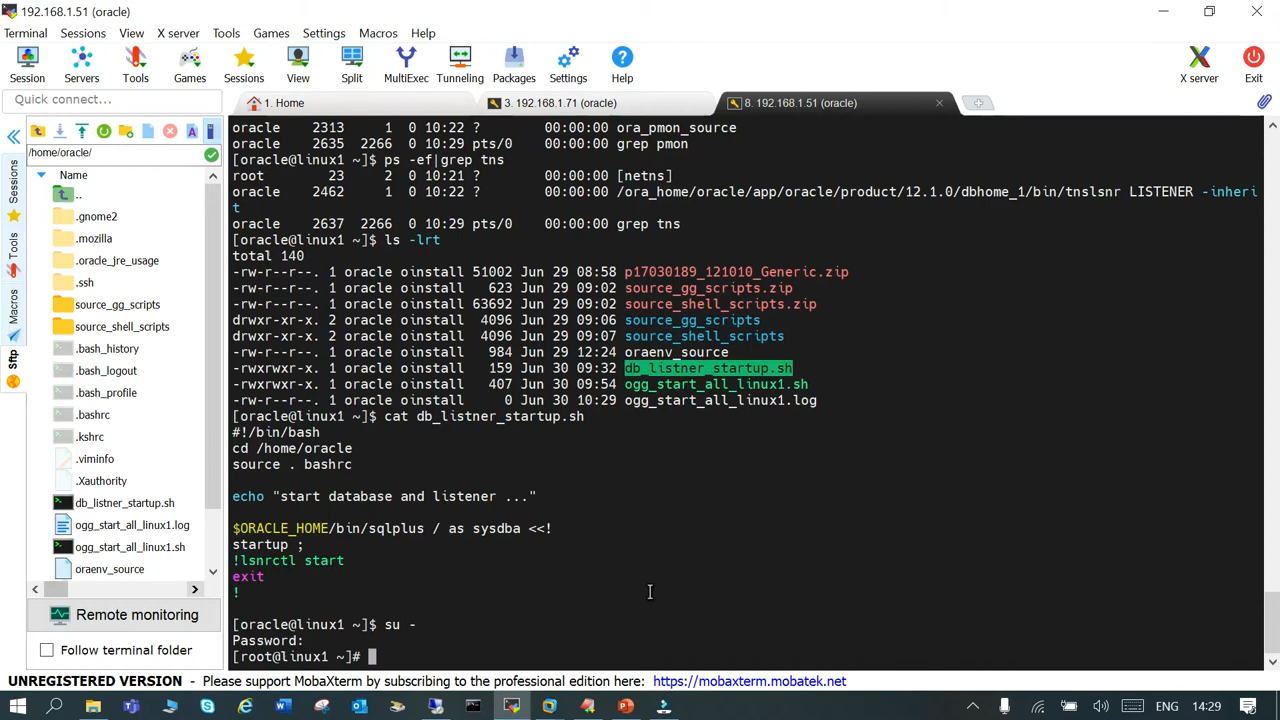 192.168.1.51 (oracle)
Terminal Sessions View X server Tools Games Settings Macros Help
Session Servers Tools Games Sessions View Split MultiExec Tunneling Packages Settings Help X server Exit
Quick connect...
1. Home
3. 192.168.1.71 (oracle)
8. 192.168.1.51 (oracle)
/home/oracle/
Name
..
.gnome2
.mozilla
.oracle_jre_usage
.ssh
source_gg_scripts
source_shell_scripts
.bash_history
.bash_logout
.bash_profile
.bashrc
.kshrc
.viminfo
.Xauthority
db_listner_startup.sh
ogg_start_all_linux1.log
ogg_start_all_linux1.sh
oraenv_source
Sessions
Tools
Macros
Sftp
Remote monitoring
Follow terminal folder
oracle 2313 1 0 10:22 ? 00:00:00 ora_pmon_source
oracle 2635 2266 0 10:29 pts/0 00:00:00 grep pmon
[oracle@linux1 ~]$ ps -ef|grep tns
root 23 2 0 10:21 ? 00:00:00 [netns]
oracle 2462 1 0 10:22 ? 00:00:00 /ora_home/oracle/app/oracle/product/12.1.0/dbhome_1/bin/tnslsnr LISTENER -inheri
t
oracle 2637 2266 0 10:29 pts/0 00:00:00 grep tns
[oracle@linux1 ~]$ ls -lrt
total 140
-rw-r--r--. 1 oracle oinstall 51002 Jun 29 08:58 p17030189_121010_Generic.zip
-rw-r--r--. 1 oracle oinstall 623 Jun 29 09:02 source_gg_scripts.zip
-rw-r--r--. 1 oracle oinstall 63692 Jun 29 09:02 source_shell_scripts.zip
drwxr-xr-x. 2 oracle oinstall 4096 Jun 29 09:06 source_gg_scripts
drwxr-xr-x. 2 oracle oinstall 4096 Jun 29 09:07 source_shell_scripts
-rw-r--r--. 1 oracle oinstall 984 Jun 29 12:24 oraenv_source
-rwxrwxrwx. 1 oracle oinstall 159 Jun 30 09:32 db_listner_startup.sh
-rwxrwxr-x. 1 oracle oinstall 407 Jun 30 09:54 ogg_start_all_linux1.sh
-rw-r--r--. 1 oracle oinstall 0 Jun 30 10:29 ogg_start_all_linux1.log
[oracle@linux1 ~]$ cat db_listner_startup.sh
#!/bin/bash
cd /home/oracle
source . bashrc
echo "start database and listener ..."
$ORACLE_HOME/bin/sqlplus / as sysdba <<!
startup ;
!lsnrctl start
exit
!
[oracle@linux1 ~]$ su -
Password:
[root@linux1 ~]#
UNREGISTERED VERSION - Please support MobaXterm by subscribing to the professional edition here: https://mobaxterm.mobatek.net
ENG 14:29